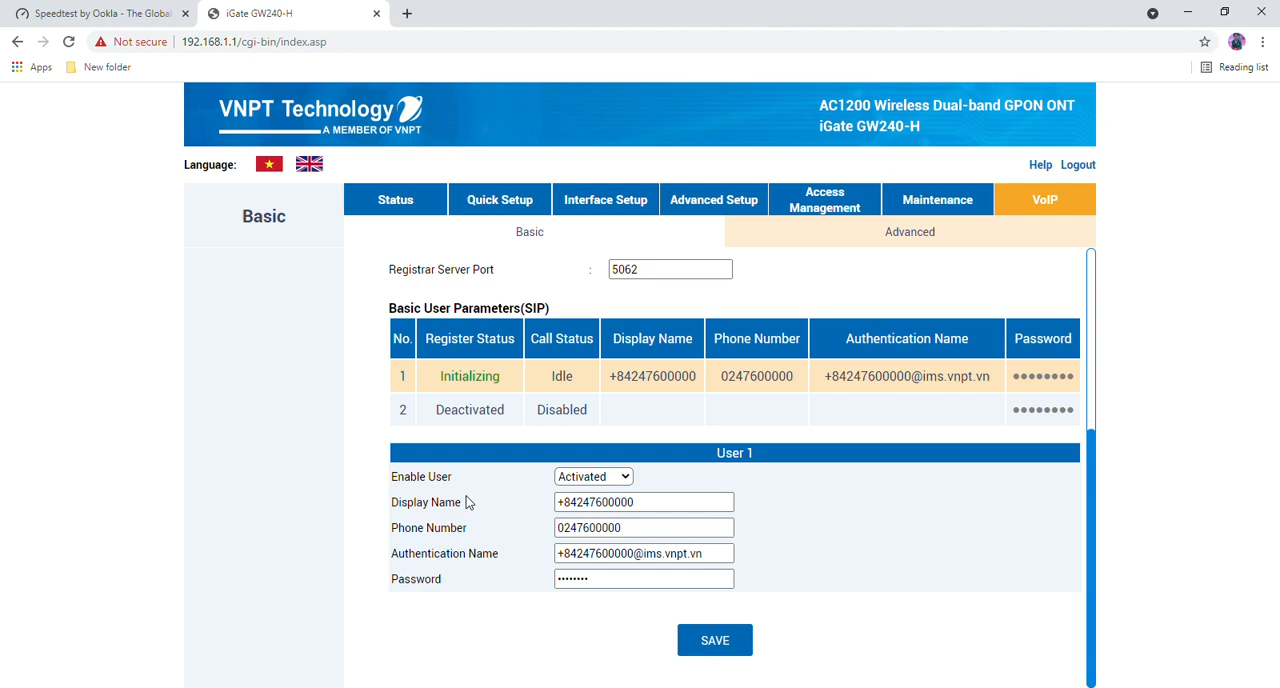 Speedtest by Ookla - The Global
iGate GW240-H
Not secure
192.168.1.1/cgi-bin/index.asp
Apps
New folder
Reading list
VNPT Technology
A MEMBER OF VNPT
AC1200 Wireless Dual-band GPON ONT
iGate GW240-H
Language:
Help Logout
Basic
Status Quick Setup Interface Setup Advanced Setup Access Management Maintenance VoIP
Basic Advanced
Registrar Server Port : 5062
Basic User Parameters(SIP)
No. Register Status Call Status Display Name Phone Number Authentication Name Password
1 Initializing Idle +84247600000 0247600000 +84247600000@ims.vnpt.vn ●●●●●●●●
2 Deactivated Disabled ●●●●●●●●
User 1
Enable User Activated
Display Name +84247600000
Phone Number 0247600000
Authentication Name +84247600000@ims.vnpt.vn
Password ••••••••
SAVE